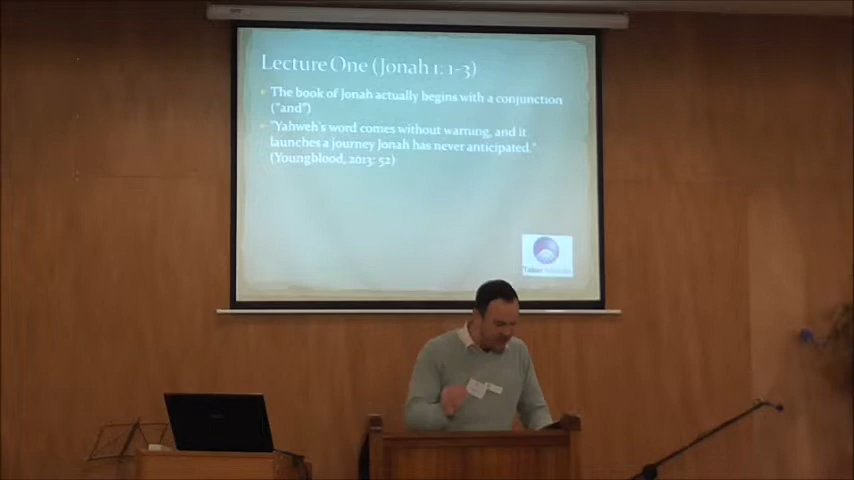 Lecture One (Jonah 1: 1-3)
The book of Jonah actually begins with a conjunction
("and")
"Yahweh's word comes without warning, and it
launches a journey Jonah has never anticipated."
(Youngblood, 2013: 52)
Tabor